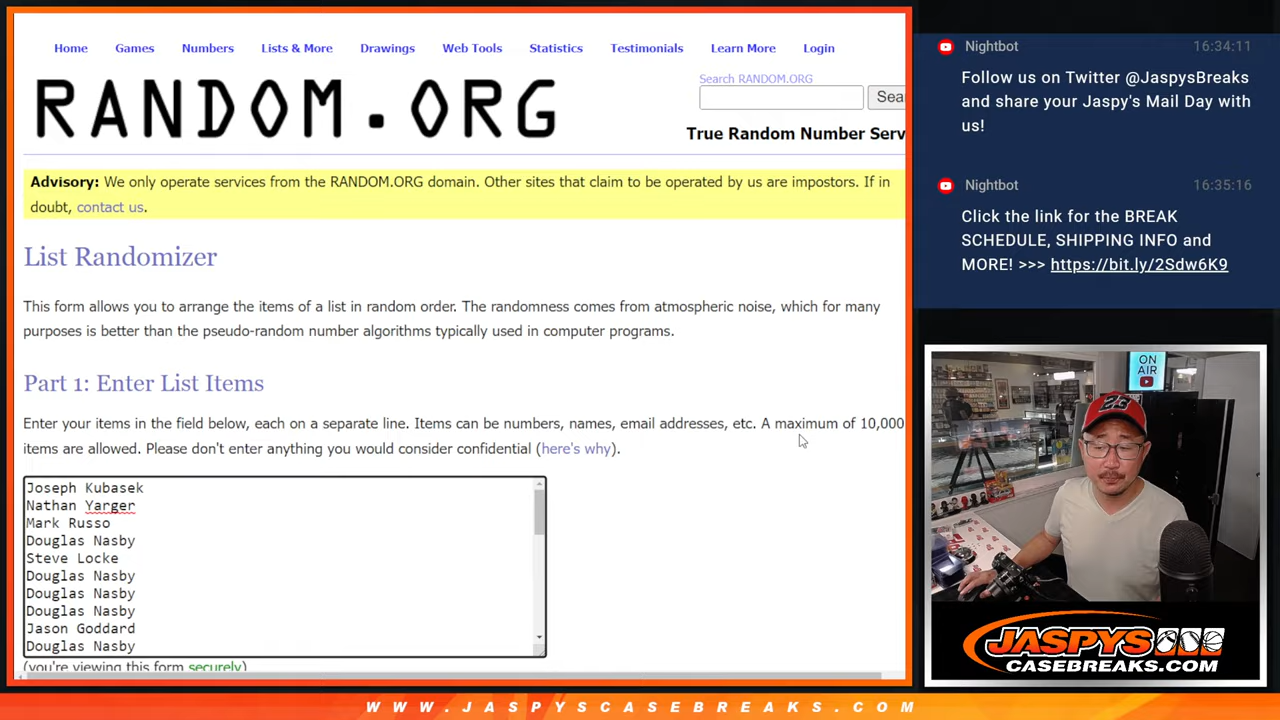 Home Games Numbers Lists & More Drawings Web Tools Statistics Testimonials Learn More Login
RANDOM.ORG
Search RANDOM.ORG
Sea
True Random Number Serv
Advisory: We only operate services from the RANDOM.ORG domain. Other sites that claim to be operated by us are impostors. If in
doubt, contact us.
List Randomizer
This form allows you to arrange the items of a list in random order. The randomness comes from atmospheric noise, which for many
purposes is better than the pseudo-random number algorithms typically used in computer programs.
Part 1: Enter List Items
Enter your items in the field below, each on a separate line. Items can be numbers, names, email addresses, etc. A maximum of 10,000
items are allowed. Please don't enter anything you would consider confidential (here's why).
Joseph Kubasek
Nathan Yarger
Mark Russo
Douglas Nasby
Steve Locke
Douglas Nasby
Douglas Nasby
Douglas Nasby
Jason Goddard
Douglas Nasby
(you're viewing this form securely)
Nightbot 16:34:11
Follow us on Twitter @JaspysBreaks
and share your Jaspy's Mail Day with
us!
Nightbot 16:35:16
Click the link for the BREAK
SCHEDULE, SHIPPING INFO and
MORE! >>> https://bit.ly/2Sdw6K9
ON
AIR
23
JASPYS
CASEBREAKS.COM
WWW.JASPYSCASEBREAKS.COM